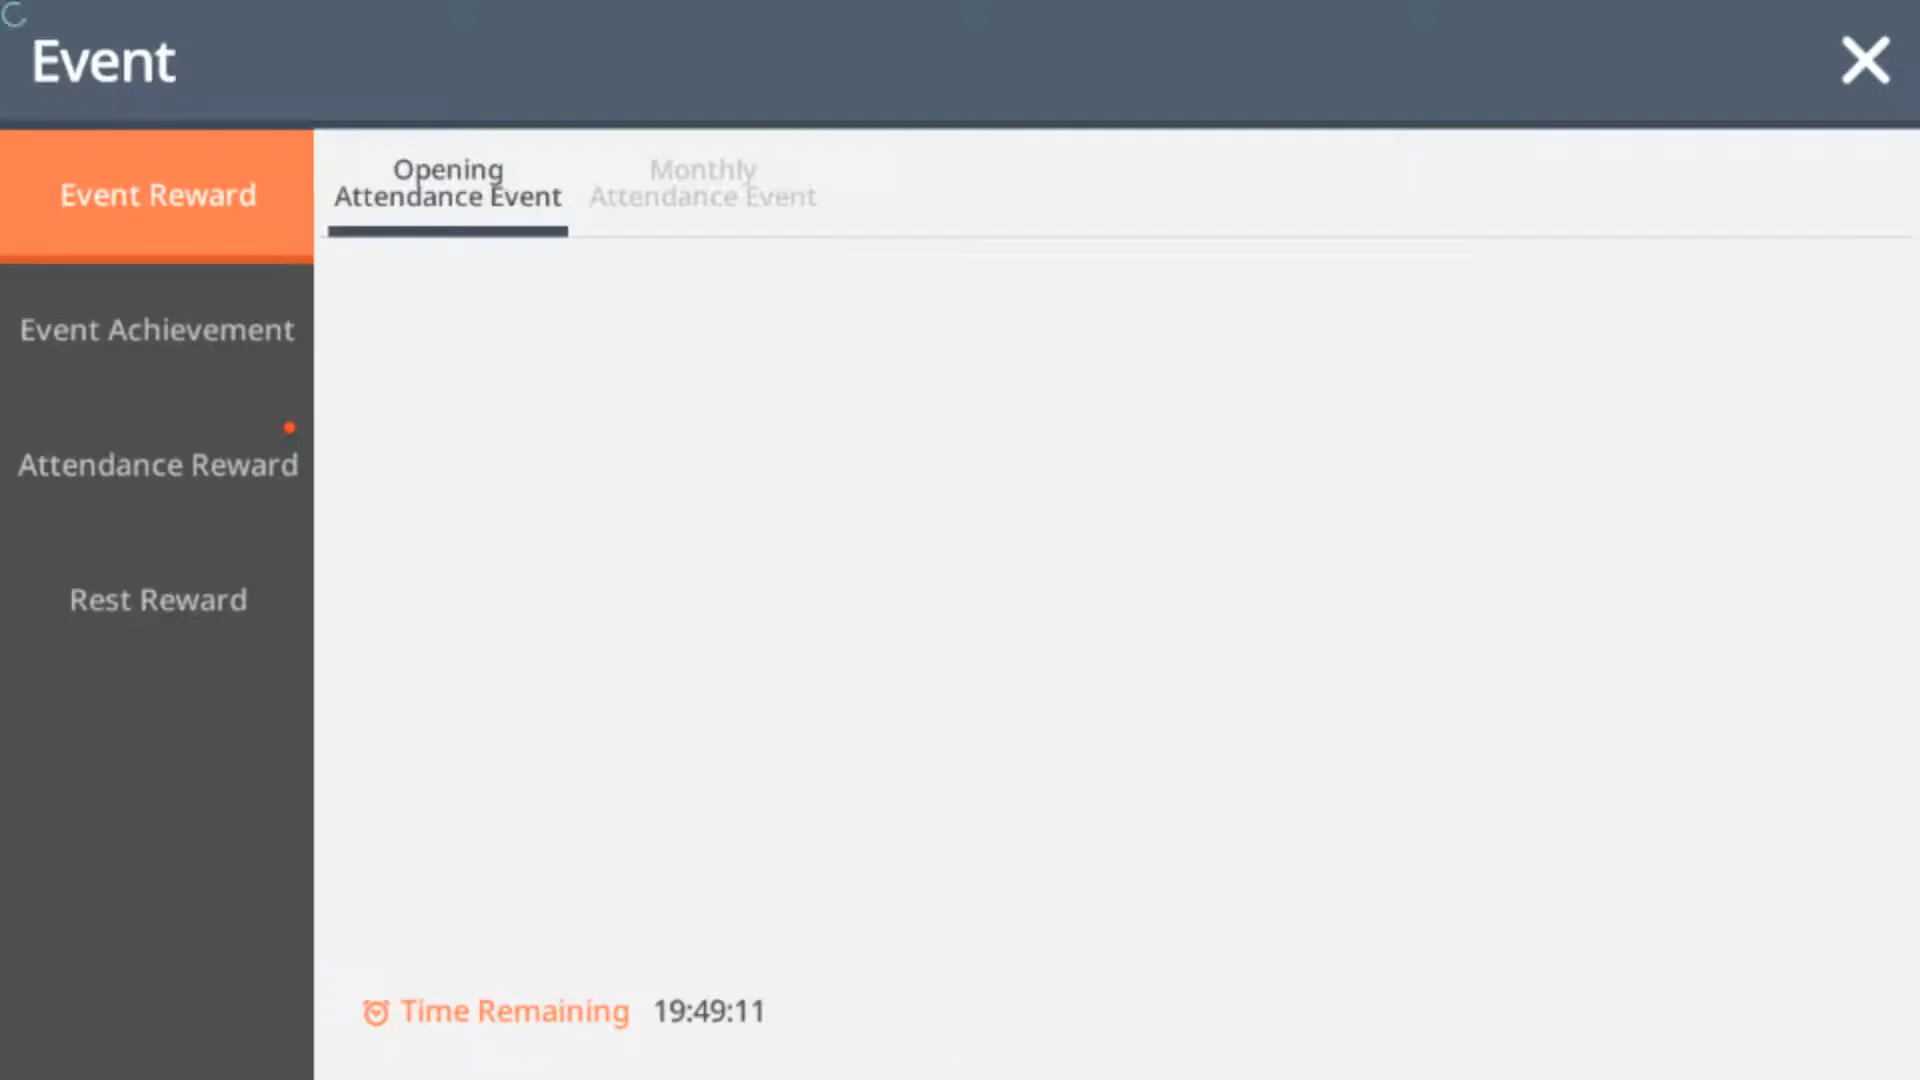 Event
Event Reward
Event Achievement
Attendance Reward
Rest Reward
Opening
Attendance Event
Monthly
Attendance Event
Time Remaining 19:49:11